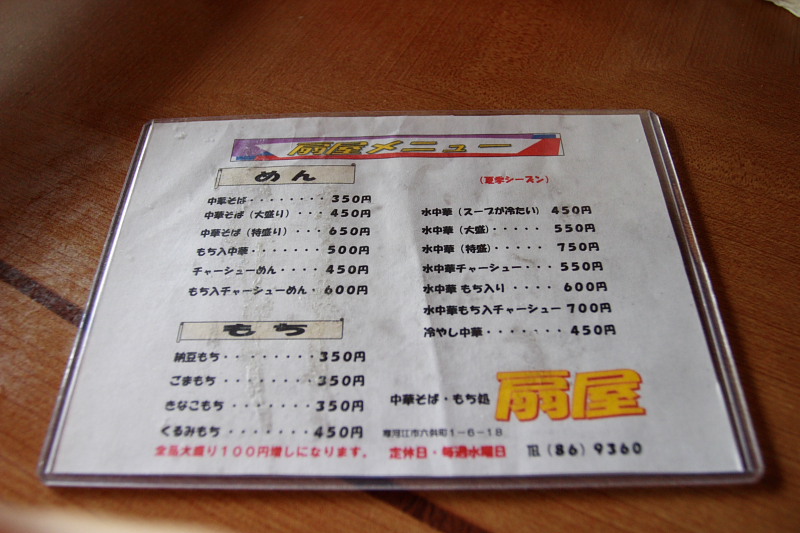 扇屋メニュー
めん
中華そば・・・・・・・・350円
中華そば（大盛り）・・・450円
中華そば（特盛り）・・・650円
もち入中華・・・・・・・500円
チャーシューめん・・・・450円
もち入チャーシューめん・600円
もち
納豆もち・・・・・・・・350円
ごまもち・・・・・・・・350円
きなこもち・・・・・・・350円
くるみもち・・・・・・・450円
全品大盛り100円増しになります。
（夏季シーズン）
水中華（スープが冷たい）450円
水中華（大盛）・・・・・550円
水中華（特盛）・・・・・750円
水中華チャーシュー・・・550円
水中華 もち入り・・・・600円
水中華もち入チャーシュー700円
冷やし中華・・・・・・・450円
中華そば・もち処 扇屋
寒河江市六供町1-6-18
定休日・毎週水曜日 TEL（86）9360